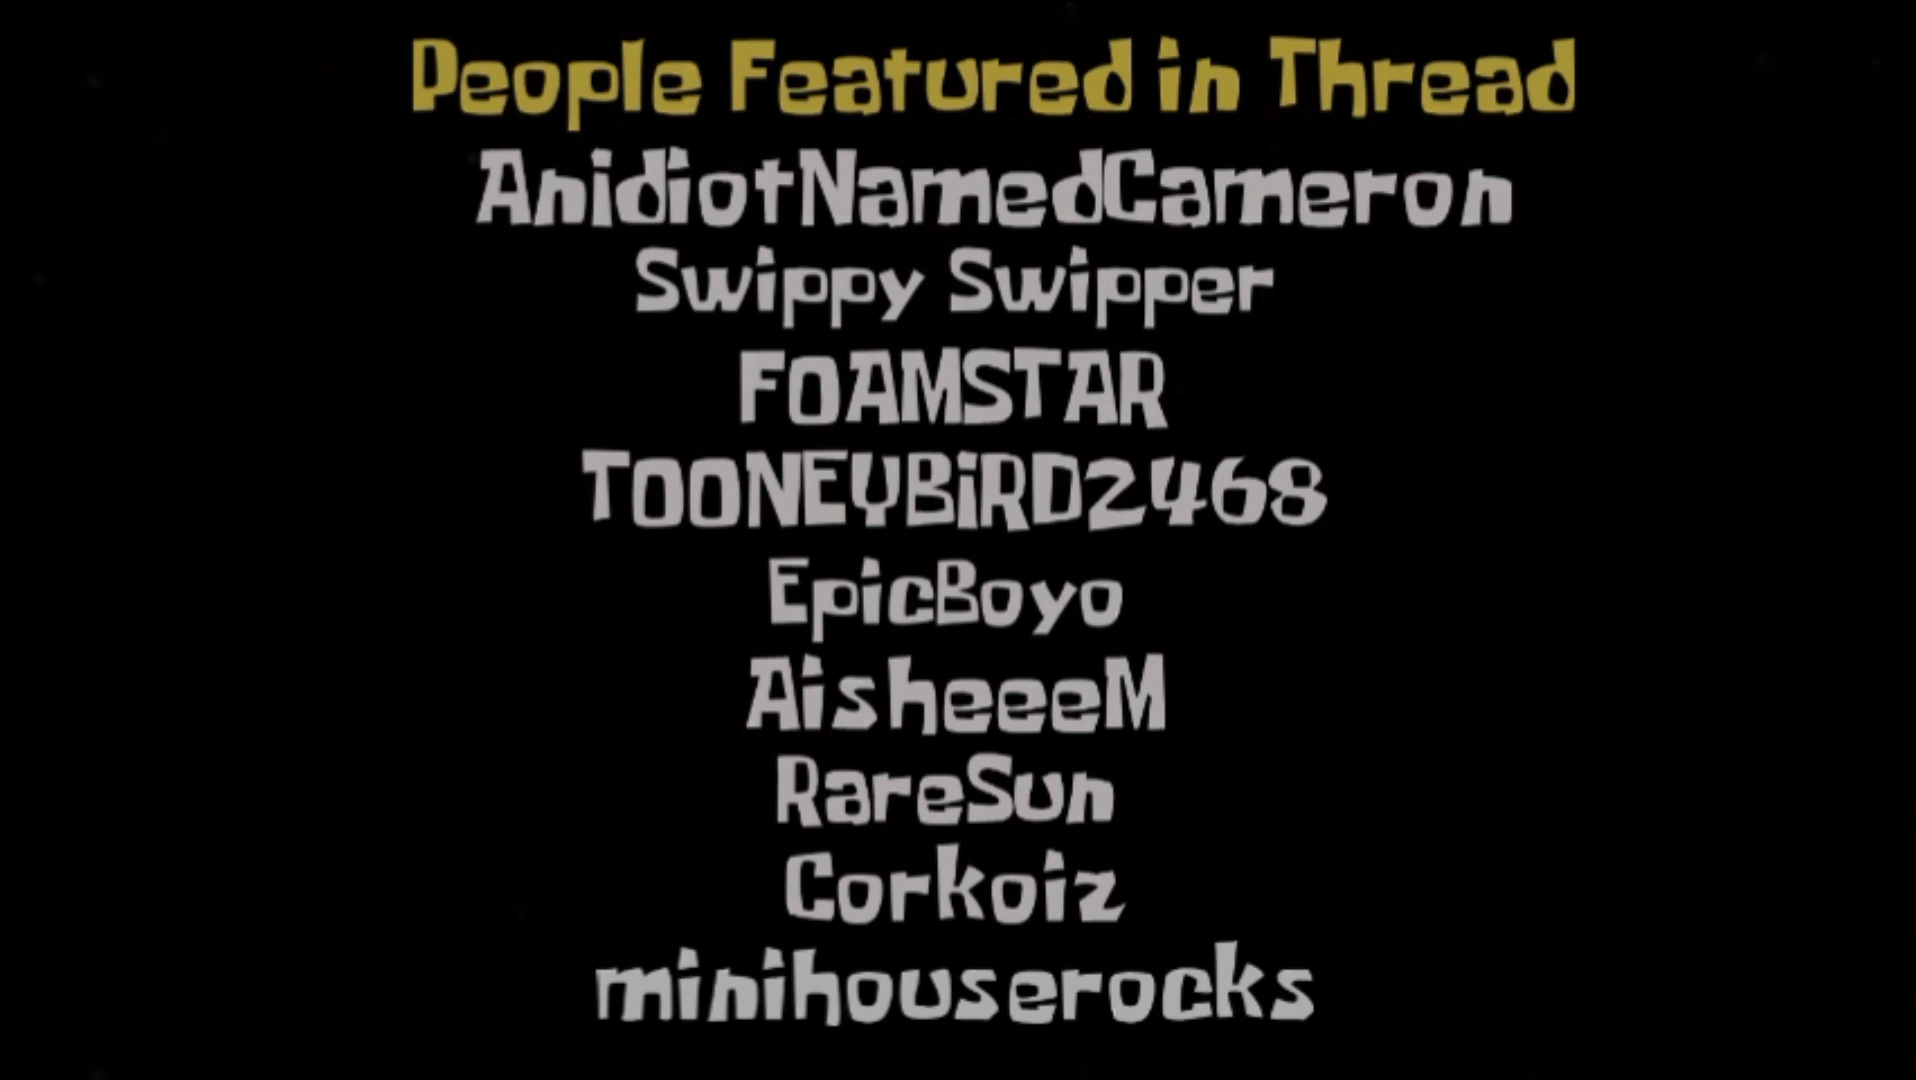 People Featured in Thread
AnidiotNamedCameron
Swippy Swipper
FOAMSTAR
TOONEYBiRD2468
EpicBoyo
AisheeeM
RareSun
Corkoiz
minihouserocks